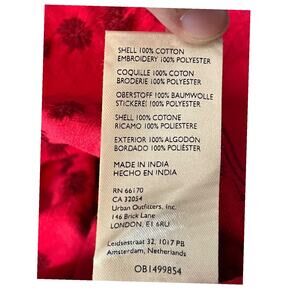 SHELL 100% COTTON
EMBROIDERY 100% POLYESTER
COQUILLE 100% COTON
BRODERIE 100% POLYESTER
OBERSTOFF 100% BAUMWOLLE
STICKEREI 100% POLYESTER
SHELL 100% COTONE
RICAMO 100% POLIESTERE
EXTERIOR 100% ALGODÓN
BORDADO 100% POLIÉSTER
MADE IN INDIA
HECHO EN INDIA
RN 66170
CA 32054
Urban Outfitters, Inc.
146 Brick Lane
LONDON, E1 6RU
Leidsestraat 32, 1017 PB
Amsterdam, Netherlands
OB1499854